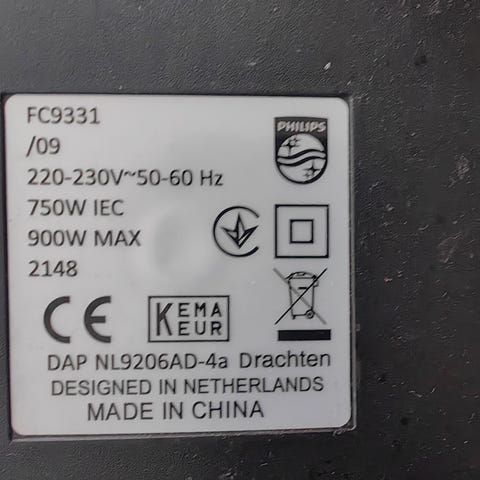 FC9331
/09
220-230V~50-60 Hz
750W IEC
900W MAX
2148
PHILIPS
CE
KEMA
KEUR
DAP NL9206AD-4a Drachten
DESIGNED IN NETHERLANDS
MADE IN CHINA